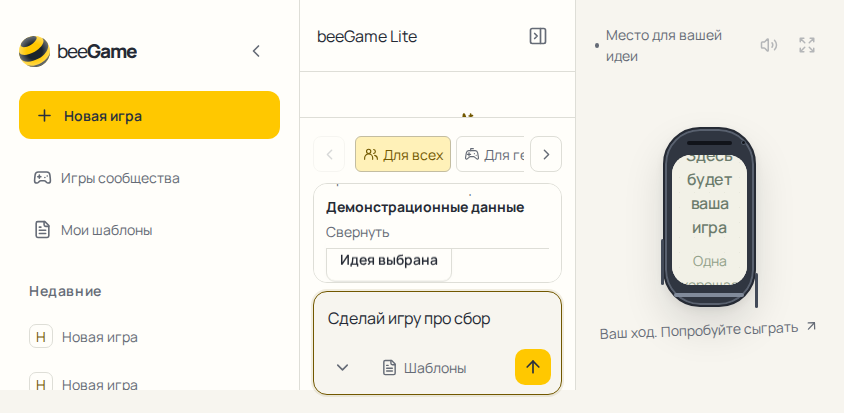 beeGame
Новая игра
Игры сообщества
Мои шаблоны
Недавние
Н Новая игра
Н Новая игра
beeGame Lite
Для всех
Для ге
Демонстрационные данные
Свернуть
Идея выбрана
Сделай игру про сбор
Шаблоны
Место для вашей
идеи
Здесь
будет
ваша
игра
Одна
Ваш ход. Попробуйте сыграть